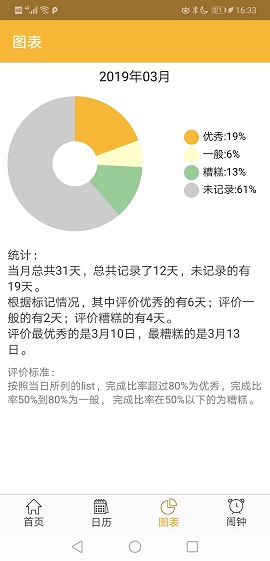 16:33
图表
2019年03月
优秀:19%
一般:6%
糟糕:13%
未记录:61%
统计：
当月总共31天，总共记录了12天，未记录的有
19天。
根据标记情况，其中评价优秀的有6天；评价一
般的有2天；评价糟糕的有4天。
评价最优秀的是3月10日，最糟糕的是3月13
日。
评价标准：
按照当日所列的list，完成比率超过80%为优秀，完成比
率50%到80%为一般，完成比率在50%以下的为糟糕。
首页
日历
图表
闹钟